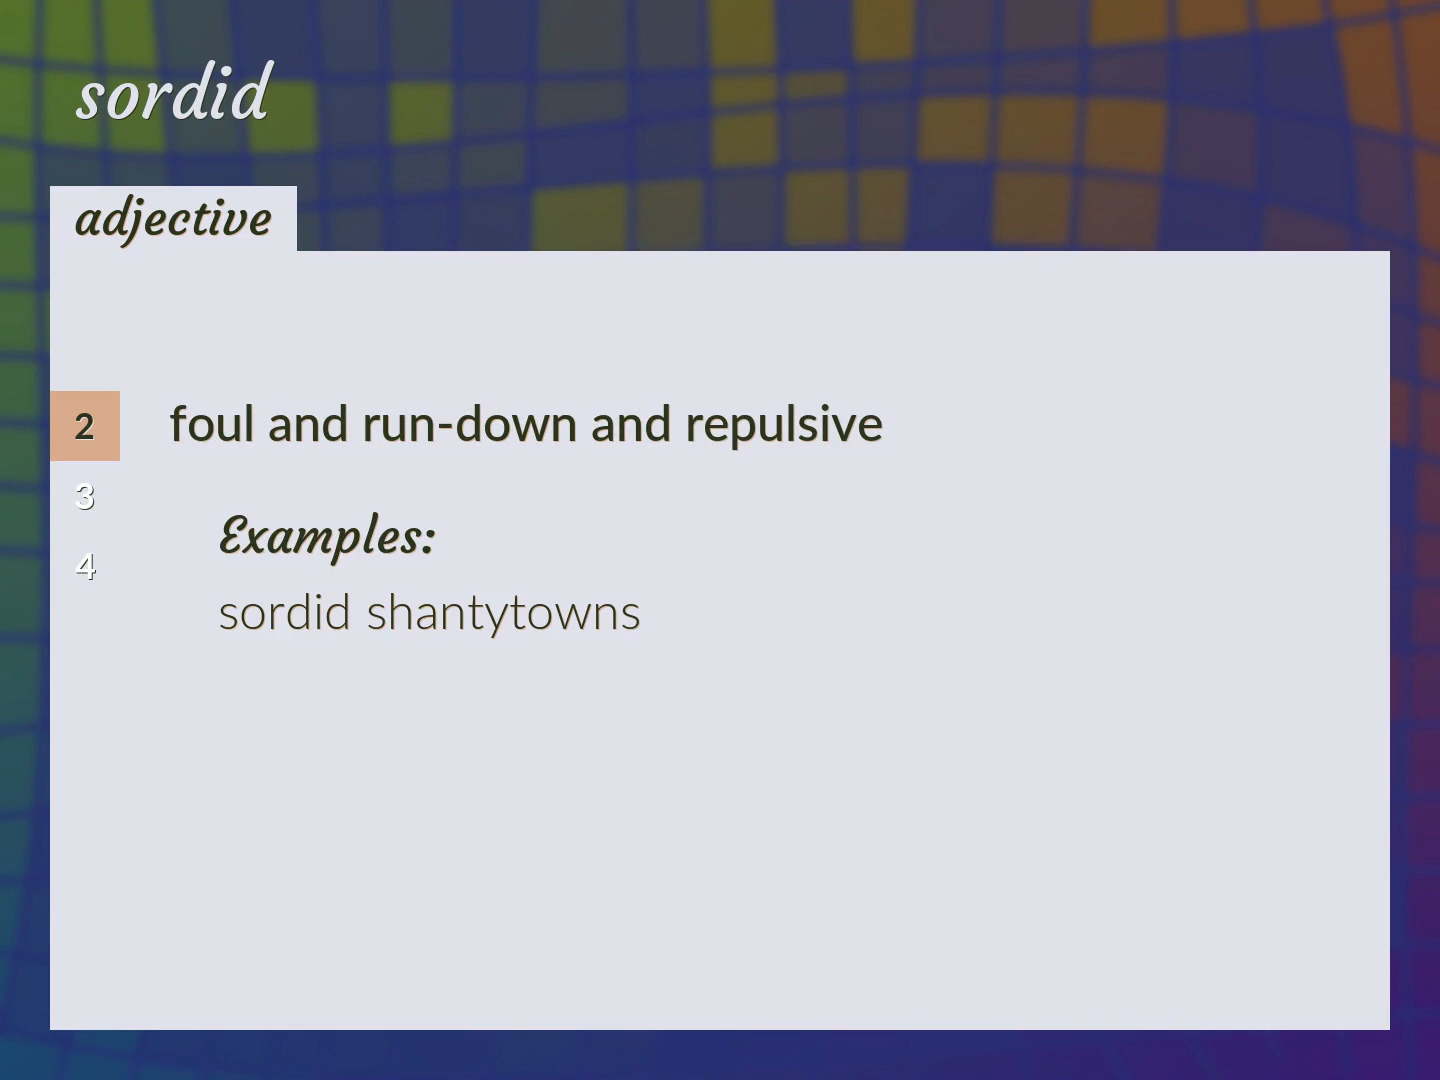 sordid
adjective
2 foul and run-down and repulsive
3
Examples:
4
sordid shantytowns